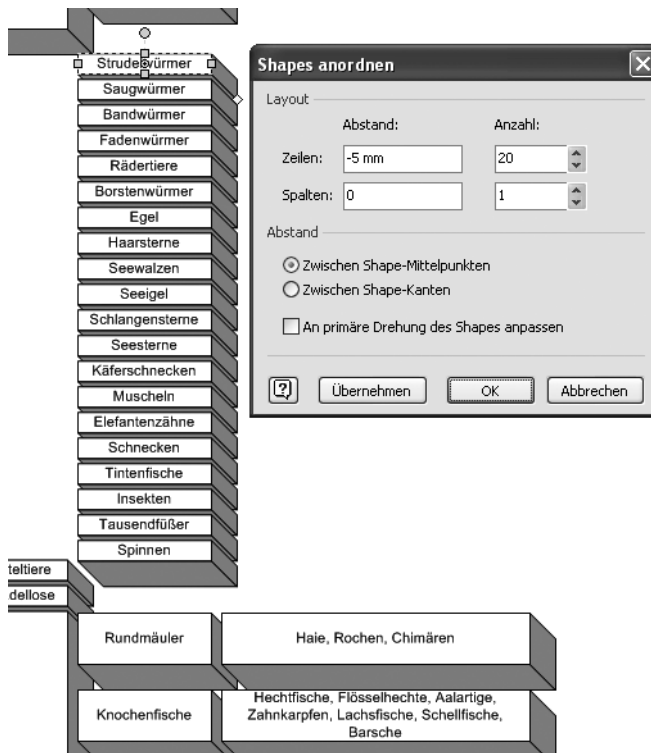 Strudelwürmer
Saugwürmer
Bandwürmer
Fadenwürmer
Rädertiere
Borstenwürmer
Egel
Haarsterne
Seewalzen
Seeigel
Schlangensterne
Seesterne
Käferschnecken
Muscheln
Elefantenzähne
Schnecken
Tintenfische
Insekten
Tausendfüßer
Spinnen
Shapes anordnen
Layout
Abstand: Anzahl:
Zeilen: -5 mm 20
Spalten: 0 1
Abstand
Zwischen Shape-Mittelpunkten
Zwischen Shape-Kanten
An primäre Drehung des Shapes anpassen
? Übernehmen OK Abbrechen
teltiere
dellose
Rundmäuler
Haie, Rochen, Chimären
Knochenfische
Hechtfische, Flösselhechte, Aalartige,
Zahnkarpfen, Lachsfische, Schellfische,
Barsche